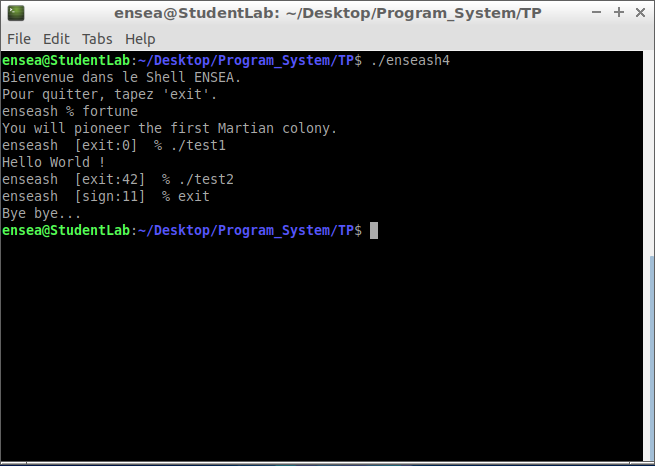 ensea@StudentLab: ~/Desktop/Program_System/TP
File Edit Tabs Help
ensea@StudentLab:~/Desktop/Program_System/TP$ ./enseash4
Bienvenue dans le Shell ENSEA.
Pour quitter, tapez 'exit'.
enseash % fortune
You will pioneer the first Martian colony.
enseash  [exit:0]  % ./test1
Hello World !
enseash  [exit:42]  % ./test2
enseash  [sign:11]  % exit
Bye bye...
ensea@StudentLab:~/Desktop/Program_System/TP$